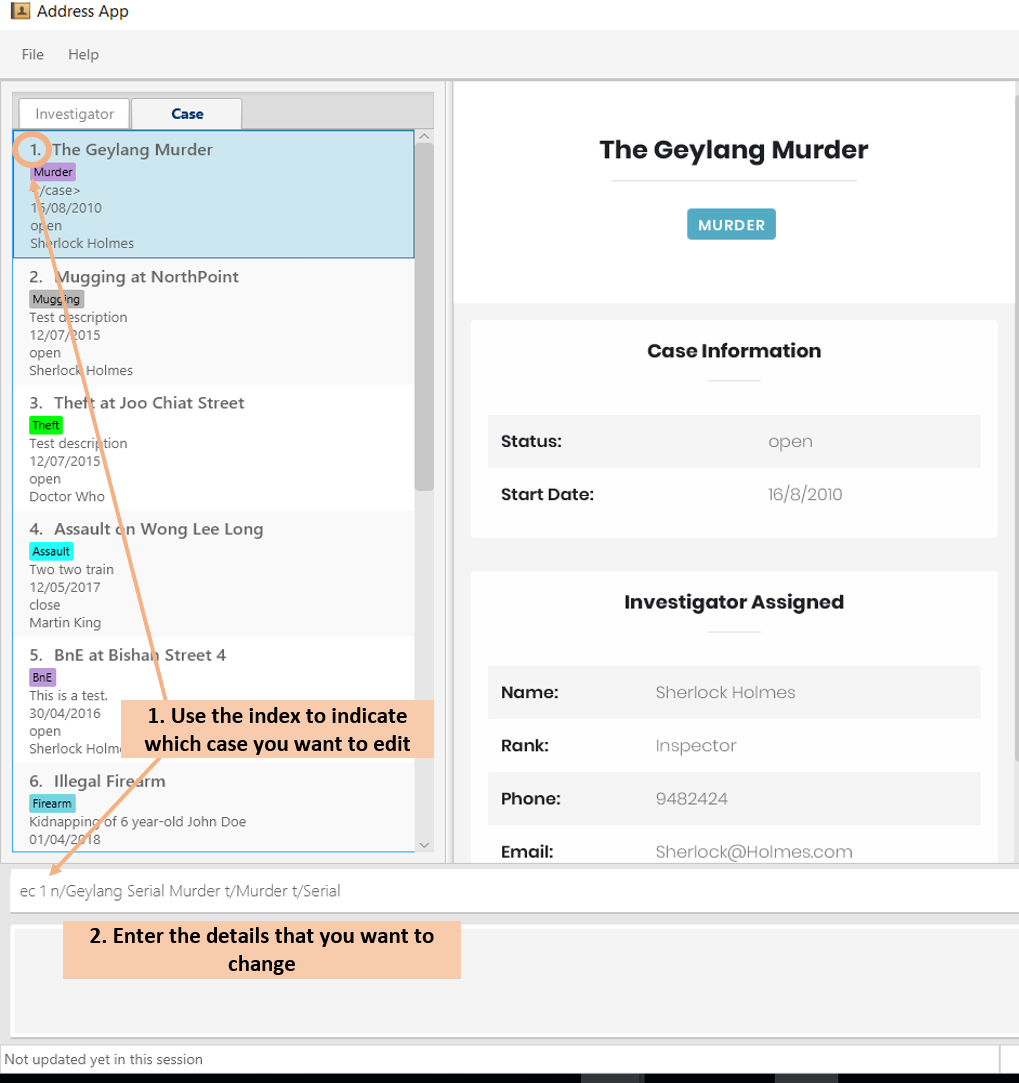 Address App
File Help
Investigator Case
1. The Geylang Murder
Murder
</case>
16/08/2010
open
Sherlock Holmes
2. Mugging at NorthPoint
Mugging
Test description
12/07/2015
open
Sherlock Holmes
3. Theft at Joo Chiat Street
Theft
Test description
12/07/2015
open
Doctor Who
4. Assault on Wong Lee Long
Assault
Two two train
12/05/2017
close
Martin King
5. BnE at Bishan Street 4
BnE
This is a test.
30/04/2016
open
Sherlock Holm
6. Illegal Firearm
Firearm
Kidnapping of 6 year-old John Doe
01/04/2018
1. Use the index to indicate
which case you want to edit
The Geylang Murder
MURDER
Case Information
Status: open
Start Date: 16/8/2010
Investigator Assigned
Name: Sherlock Holmes
Rank: Inspector
Phone: 9482424
Email: Sherlock@Holmes.com
ec 1 n/Geylang Serial Murder t/Murder t/Serial
2. Enter the details that you want to
change
Not updated yet in this session